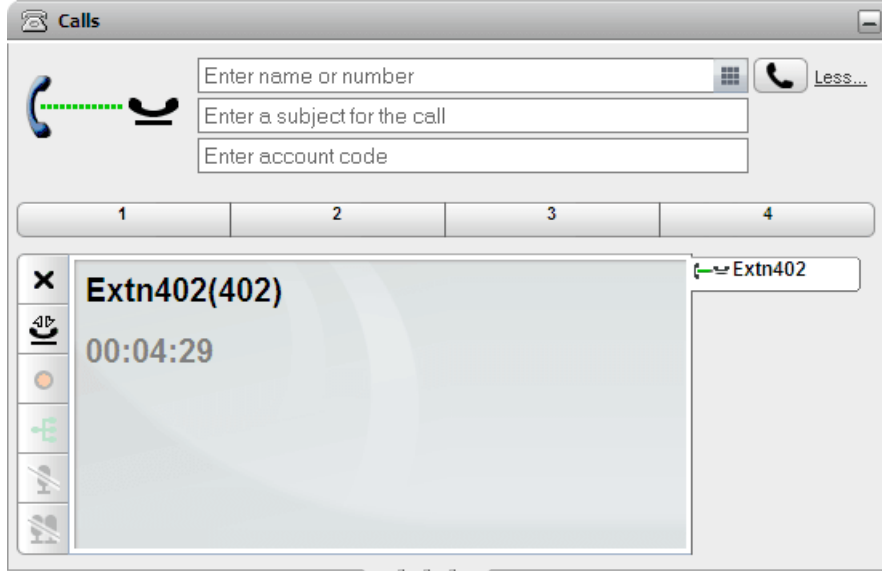 Calls
Enter name or number
Less...
Enter a subject for the call
Enter account code
1 2 3 4
Extn402(402)
Extn402
00:04:29